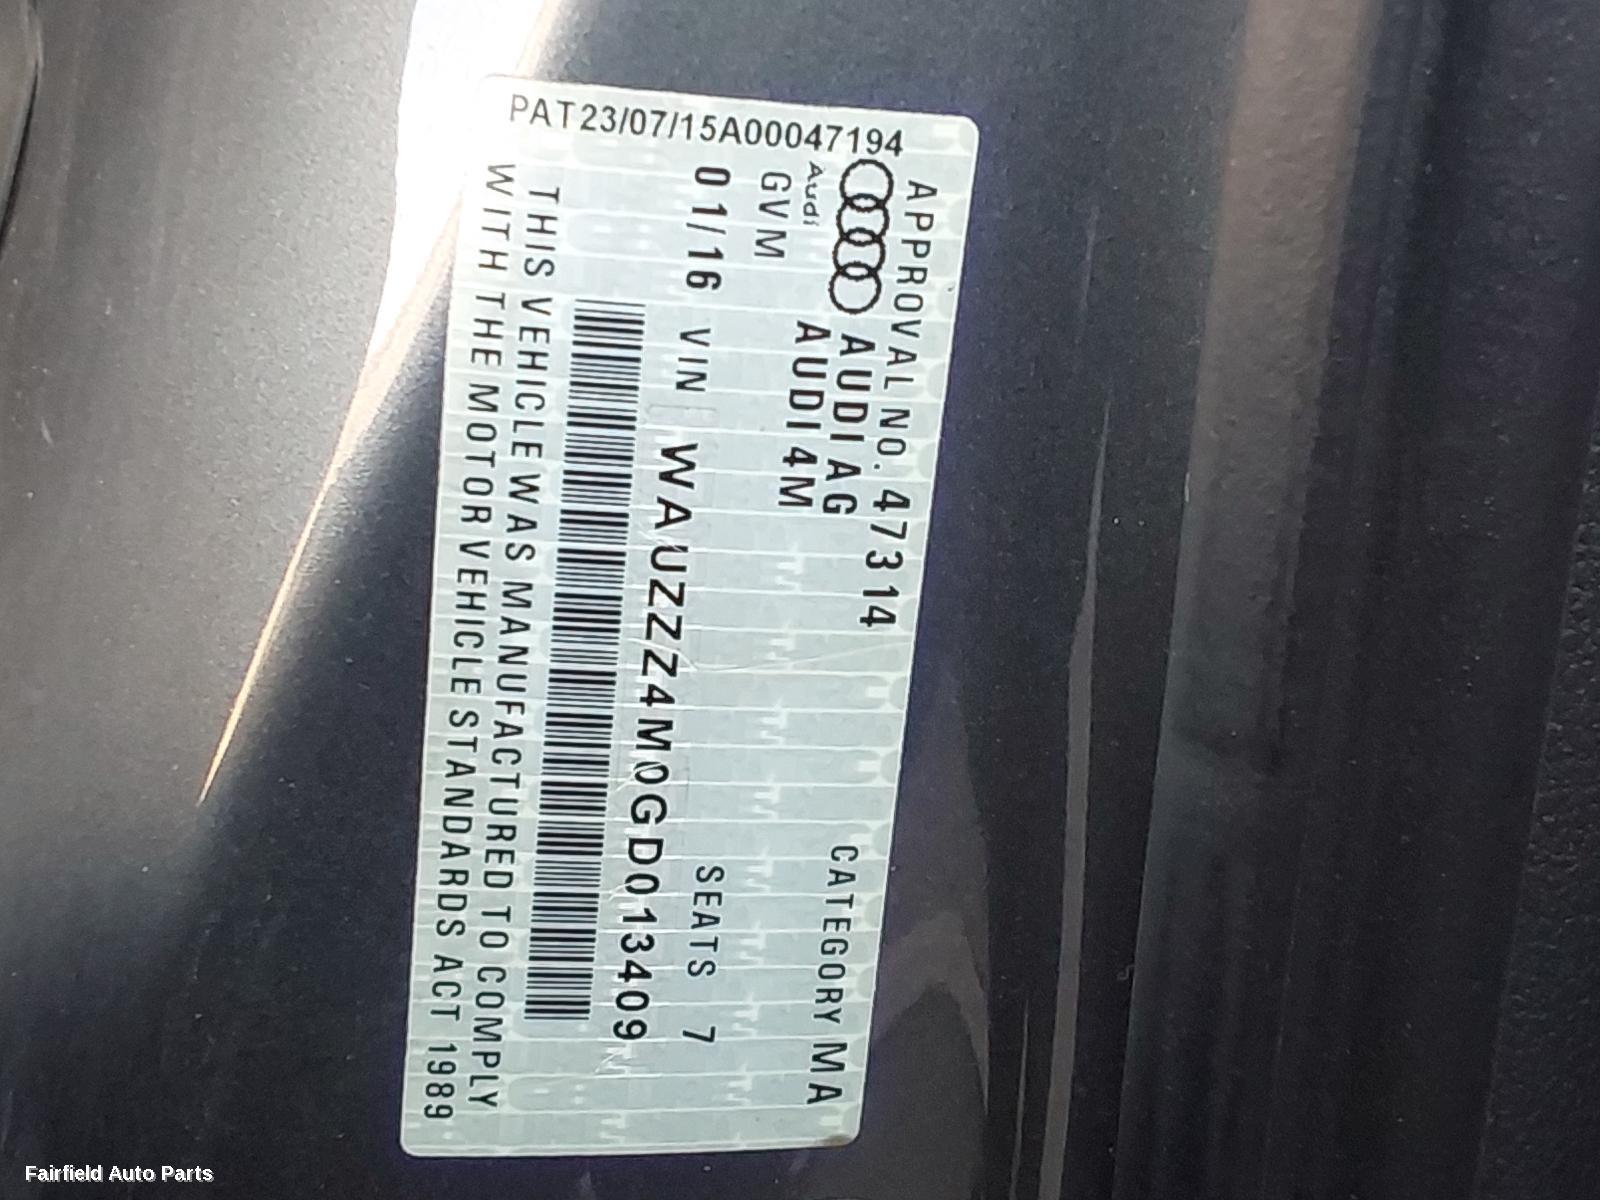 PAT23/07/15A00047194
APPROVAL NO. 47314
CATEGORY MA
AUDI AG
Audi
AUDI 4M
GVM
SEATS 7
01/16 VIN WAUZZZ4M0GD013409
THIS VEHICLE WAS MANUFACTURED TO COMPLY
WITH THE MOTOR VEHICLE STANDARDS ACT 1989
Fairfield Auto Parts